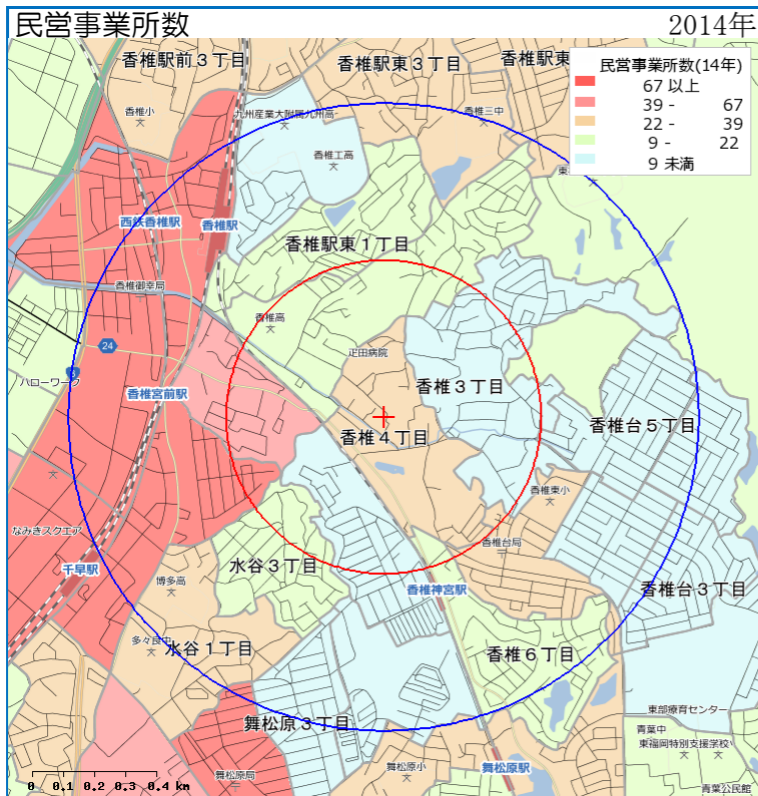 民営事業所数 2014年
民営事業所数(14年)
67 以上
39 - 67
22 - 39
9 - 22
9 未満
香椎駅前3丁目
香椎駅東3丁目
香椎駅東
香椎小
九州産業大附属九州高
香椎三中
香椎工高
西鉄香椎駅
香椎駅
香椎駅東1丁目
香椎御幸局
香椎高
24
疋田病院
ハローワーク
香椎宮前駅
香椎3丁目
香椎4丁目
香椎台5丁目
香椎東小
なみきスクエア
香椎台局
千早駅
博多高
水谷3丁目
香椎神宮駅
香椎台3丁目
多々良中
水谷1丁目
香椎6丁目
舞松原3丁目
東部療育センター
青葉中
東福岡特別支援学校
舞松原局
舞松原小
舞松原駅
青葉公民館
0 0.1 0.2 0.3 0.4 km